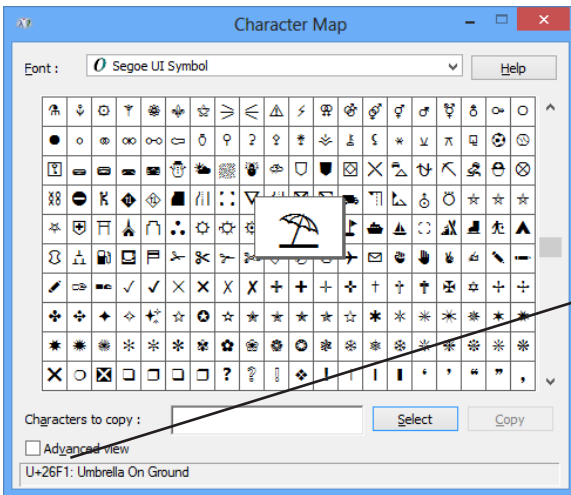 Character Map
Font : O Segoe UI Symbol Help
Characters to copy : Select Copy
Advanced view
U+26F1: Umbrella On Ground